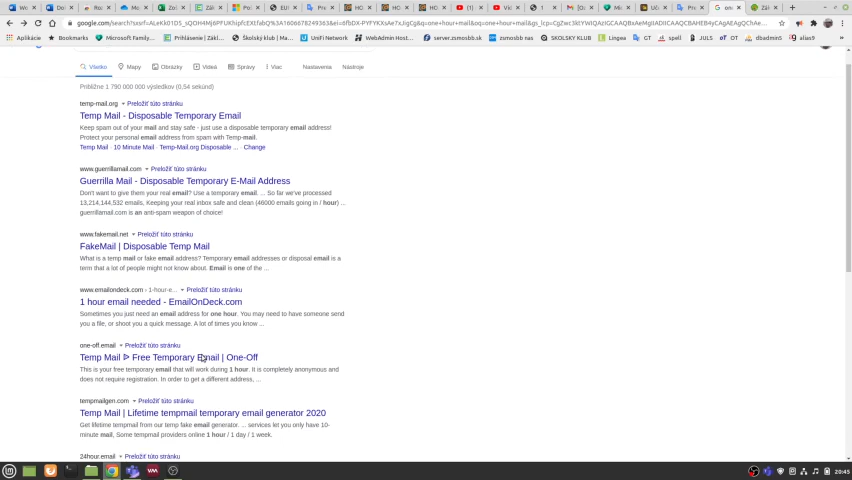 google.com/search?
Aplikácie Bookmarks Microsoft Family... Prihlásenie | Zákl... Školský klub | Ma... UniFi Network WebAdmin Host... server.zsmosbb.sk zsmosbb nas SKOLSKY KLUB Lingea GT spell JULS OT dbadmin5 alias9
Všetko Mapy Obrázky Videá Správy Viac Nastavenia Nástroje
Približne 1 790 000 000 výsledkov (0,54 sekúnd)
temp-mail.org Preložiť túto stránku
Temp Mail - Disposable Temporary Email
Keep spam out of your mail and stay safe - just use a disposable temporary email address!
Protect your personal email address from spam with Temp-mail.
Temp Mail · 10 Minute Mail · Temp-Mail.org Disposable ... · Change
www.guerrillamail.com Preložiť túto stránku
Guerrilla Mail - Disposable Temporary E-Mail Address
Don't want to give them your real email? Use a temporary email. ... So far we've processed
13,214,144,532 emails. Keeping your real inbox safe and clean (46000 emails going in / hour) ...
guerrillamail.com is an anti-spam weapon of choice!
www.fakemail.net Preložiť túto stránku
FakeMail | Disposable Temp Mail
What is a temp mail or fake email address? Temporary email addresses or disposal email is a
term that a lot of people might not know about. Email is one of the ...
www.emailondeck.com › 1-hour-e... Preložiť túto stránku
1 hour email needed - EmailOnDeck.com
Sometimes you just need an email address for one hour. You may need to have someone send
you a file, or shoot you a quick message. A lot of times you know ...
one-off.email Preložiť túto stránku
Temp Mail ᐈ Free Temporary Email | One-Off
This is your free temporary email that will work during 1 hour. It is completely anonymous and
does not require registration. In order to get a different address, ...
tempmailgen.com Preložiť túto stránku
Temp Mail | Lifetime tempmail temporary email generator 2020
Get lifetime tempmail from our temp fake email generator. ... services let you only have 10-
minute mail, Some tempmail providers online 1 hour / 1 day / 1 week.
24hour.email Preložiť túto stránku
20:45